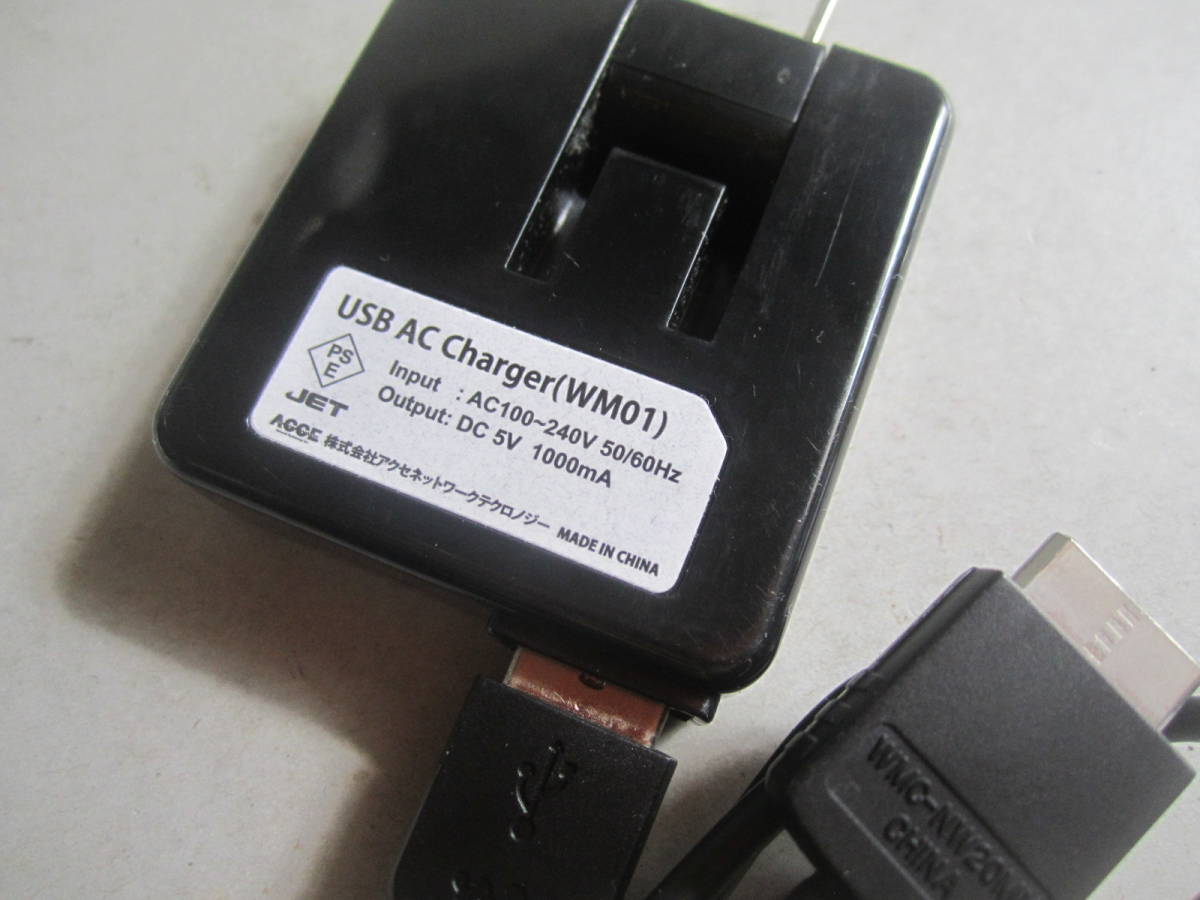 USB AC Charger(WM01)
PS
E
Input : AC100~240V 50/60Hz
Output: DC 5V 1000mA
JET
ACCE 株式会社アクセネットワークテクロノジー MADE IN CHINA
CHINA